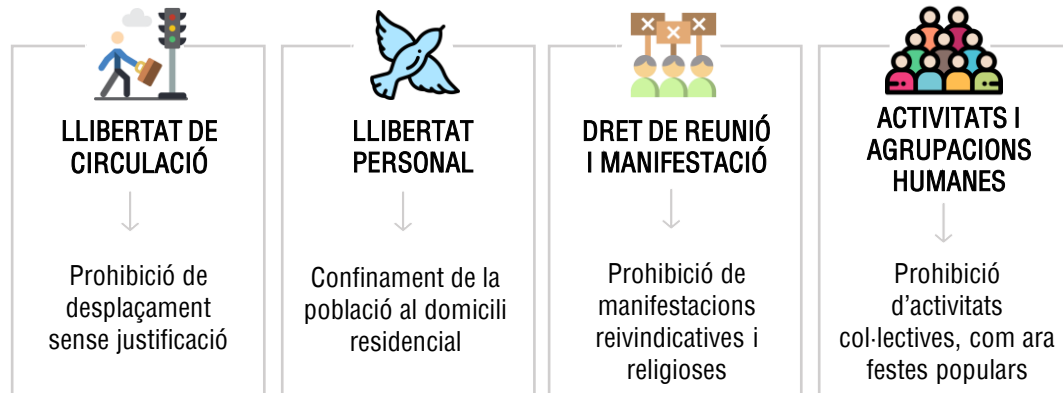 LLIBERTAT DE
CIRCULACIÓ
Prohibició de
desplaçament
sense justificació
LLIBERTAT
PERSONAL
Confinament de la
població al domicili
residencial
DRET DE REUNIÓ
I MANIFESTACIÓ
Prohibició de
manifestacions
reivindicatives i
religioses
ACTIVITATS I
AGRUPACIONS
HUMANES
Prohibició
d’activitats
col·lectives, com ara
festes populars